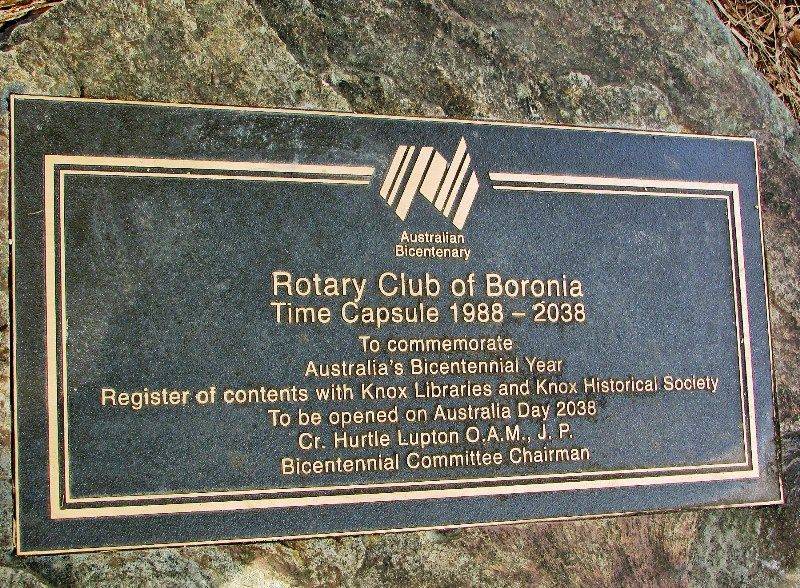 Australian
Bicentenary
Rotary Club of Boronia
Time Capsule 1988 – 2038
To commemorate
Australia's Bicentennial Year
Register of contents with Knox Libraries and Knox Historical Society
To be opened on Australia Day 2038
Cr. Hurtle Lupton O.A.M., J. P.
Bicentennial Committee Chairman